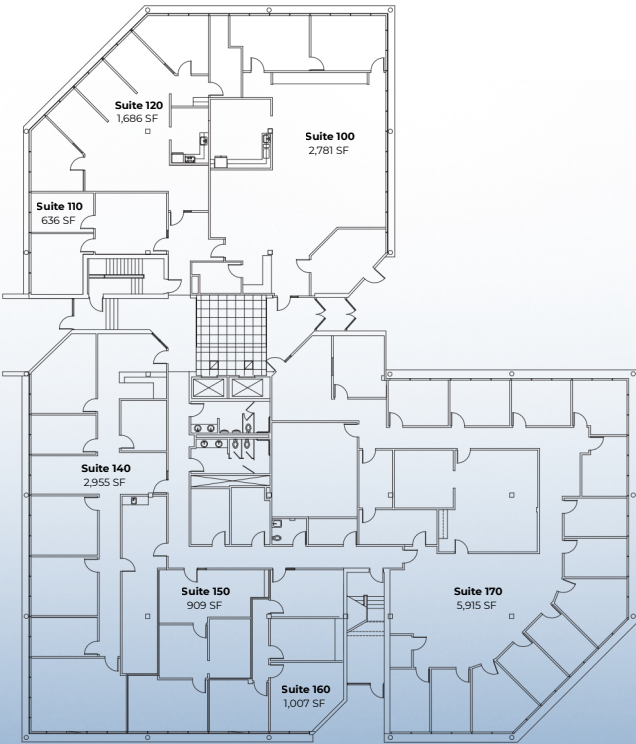 Suite 120
1,686 SF
Suite 100
2,781 SF
Suite 110
636 SF
Suite 140
2,955 SF
Suite 150
909 SF
Suite 170
5,915 SF
Suite 160
1,007 SF